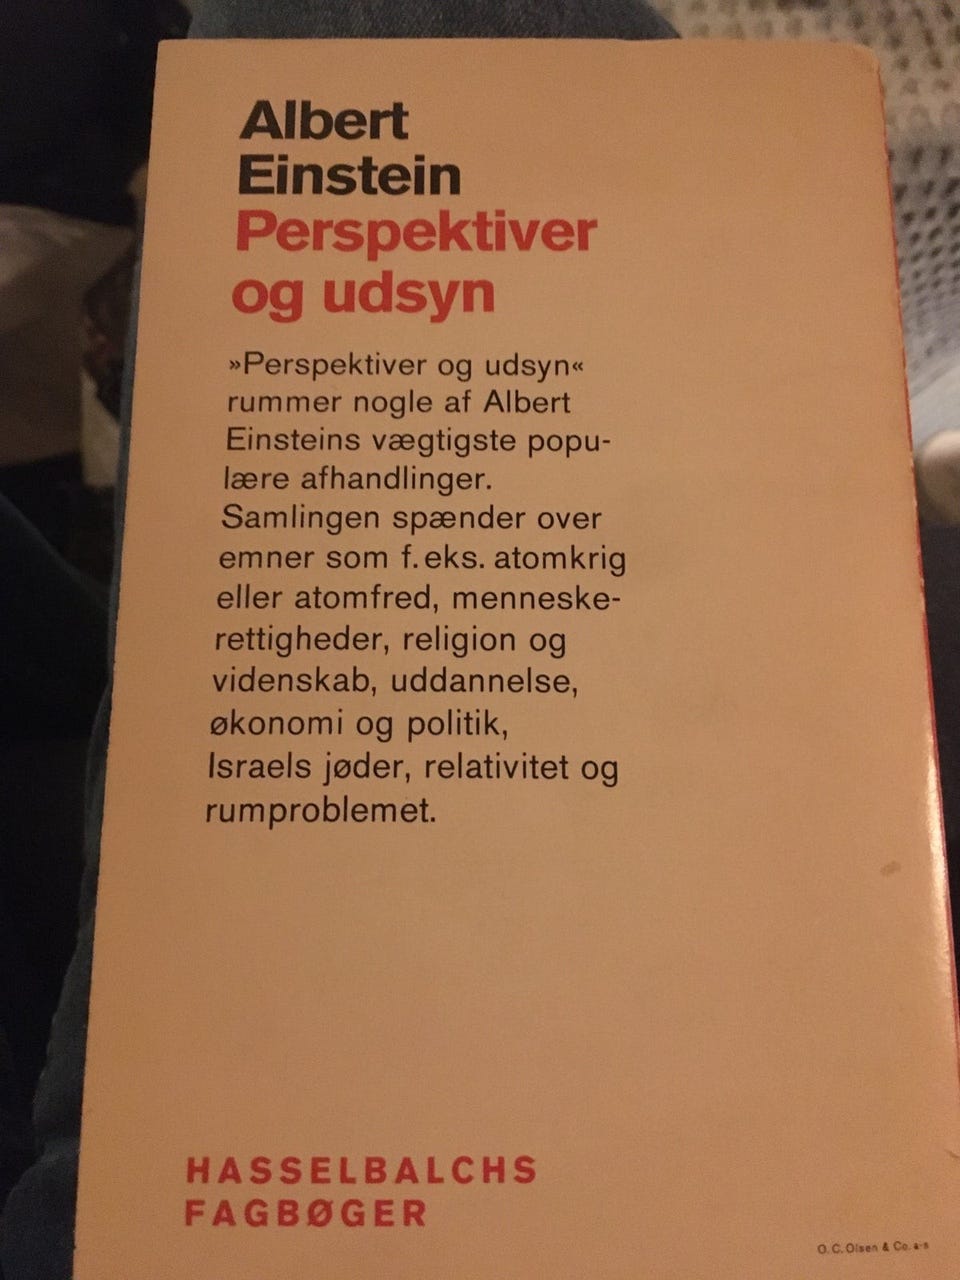 Albert
Einstein
Perspektiver
og udsyn
»Perspektiver og udsyn«
rummer nogle af Albert
Einsteins vægtigste popu-
lære afhandlinger.
Samlingen spænder over
emner som f. eks. atomkrig
eller atomfred, menneske-
rettigheder, religion og
videnskab, uddannelse,
økonomi og politik,
Israels jøder, relativitet og
rumproblemet.
HASSELBALCHS
FAGBØGER
O. C. Olsen & Co. a-s